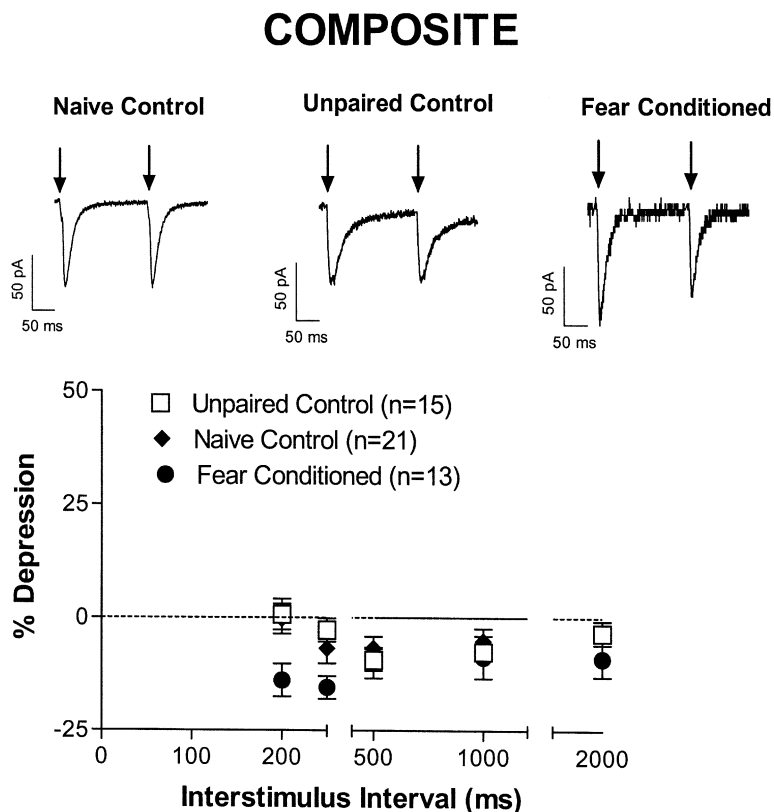 COMPOSITE
Naive Control
Unpaired Control
Fear Conditioned
50 pA
50 ms
50 pA
50 ms
50 pA
50 ms
Unpaired Control (n=15)
Naive Control (n=21)
Fear Conditioned (n=13)
% Depression
50
25
0
-25
0
100
200
500
1000
2000
Interstimulus Interval (ms)